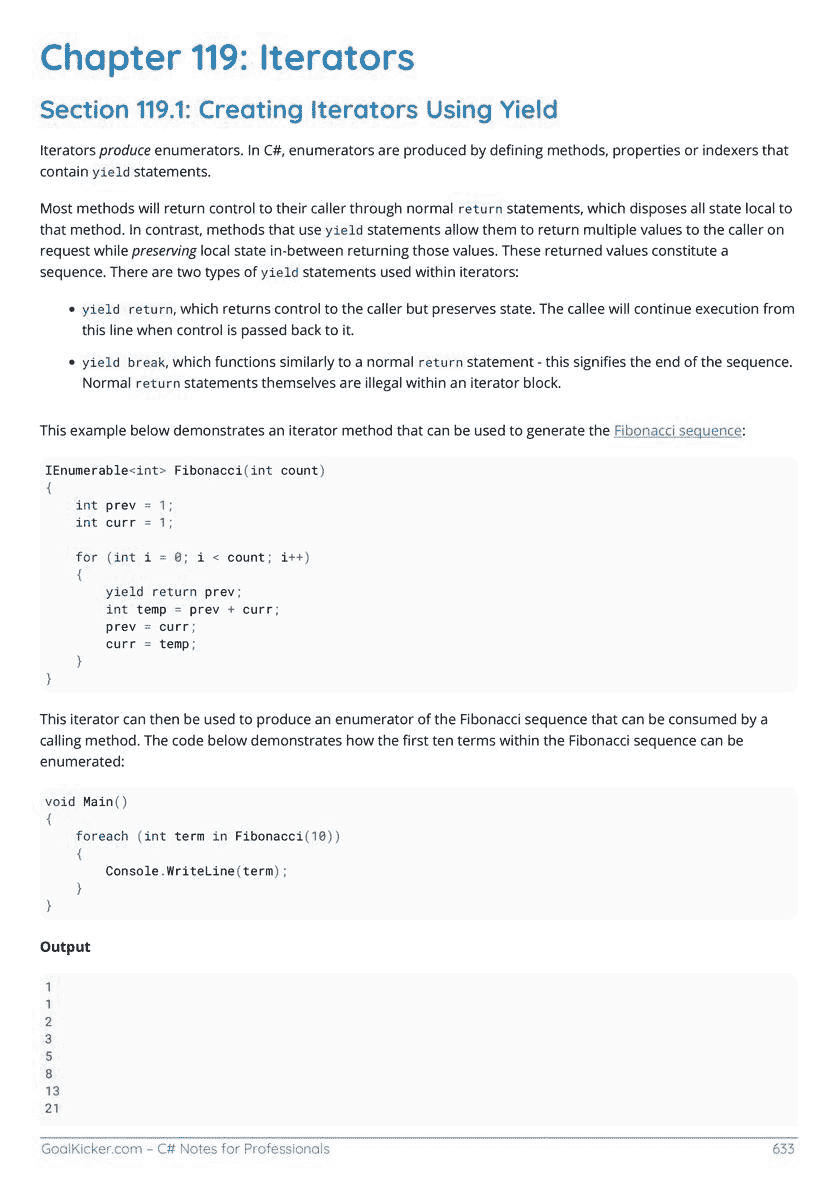 Chapter 119: Iterators
Section 119.1: Creating Iterators Using Yield
Iterators produce enumerators. In C#, enumerators are produced by defining methods, properties or indexers that
contain yield statements.
Most methods will return control to their caller through normal return statements, which disposes all state local to
that method. In contrast, methods that use yield statements allow them to return multiple values to the caller on
request while preserving local state in-between returning those values. These returned values constitute a
sequence. There are two types of yield statements used within iterators:
• yield return, which returns control to the caller but preserves state. The callee will continue execution from
this line when control is passed back to it.
• yield break, which functions similarly to a normal return statement - this signifies the end of the sequence.
Normal return statements themselves are illegal within an iterator block.
This example below demonstrates an iterator method that can be used to generate the Fibonacci sequence:
IEnumerable<int> Fibonacci(int count)
{
    int prev = 1;
    int curr = 1;
    for (int i = 0; i < count; i++)
    {
        yield return prev;
        int temp = prev + curr;
        prev = curr;
        curr = temp;
    }
}
This iterator can then be used to produce an enumerator of the Fibonacci sequence that can be consumed by a
calling method. The code below demonstrates how the first ten terms within the Fibonacci sequence can be
enumerated:
void Main()
{
    foreach (int term in Fibonacci(10))
    {
        Console.WriteLine(term);
    }
}
Output
1
1
2
3
5
8
13
21
GoalKicker.com – C# Notes for Professionals 633